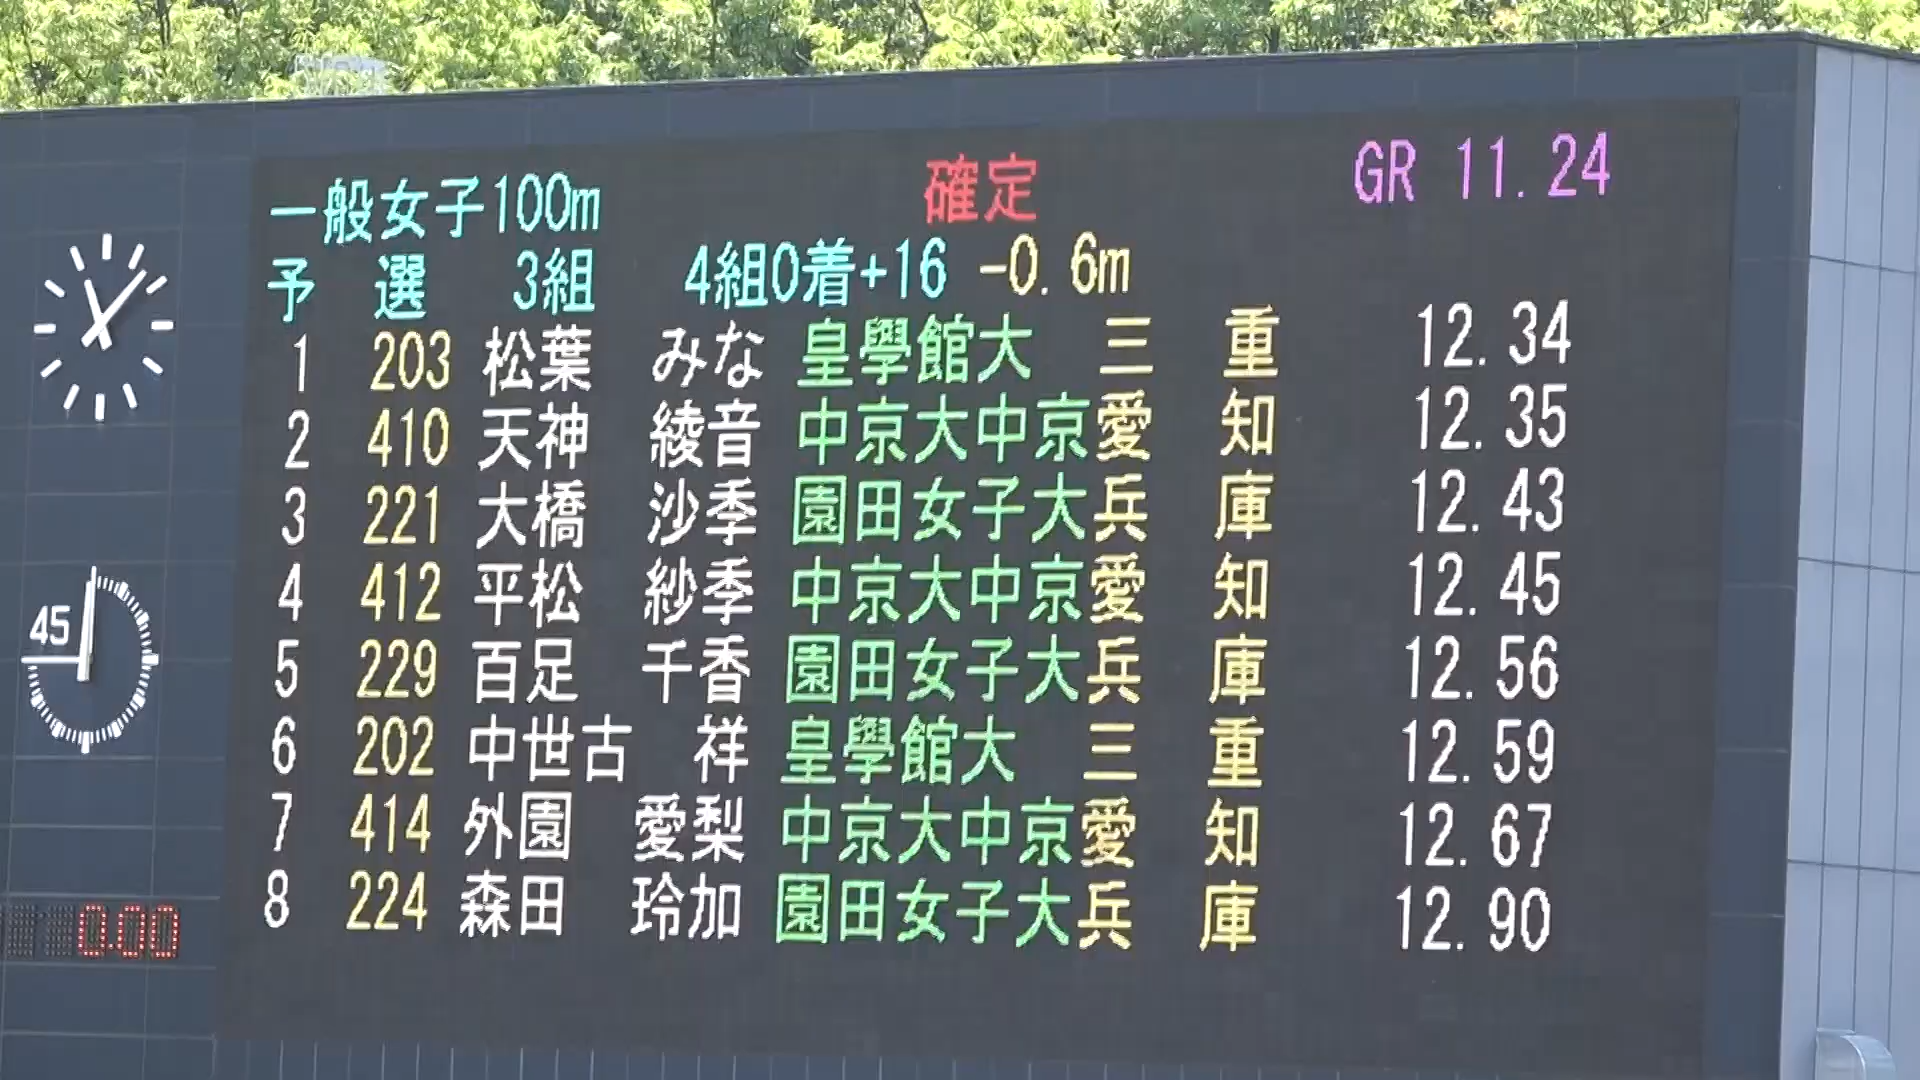 一般女子100m 確定 GR 11.24
予 選 3組 4組0着+16 -0.6m
1 203 松葉 みな 皇學館大 三 重 12.34
2 410 天神 綾音 中京大中京 愛 知 12.35
3 221 大橋 沙季 園田女子大 兵 庫 12.43
4 412 平松 紗季 中京大中京 愛 知 12.45
5 229 百足 千香 園田女子大 兵 庫 12.56
6 202 中世古 祥 皇學館大 三 重 12.59
7 414 外園 愛梨 中京大中京 愛 知 12.67
8 224 森田 玲加 園田女子大 兵 庫 12.90
45
0.00